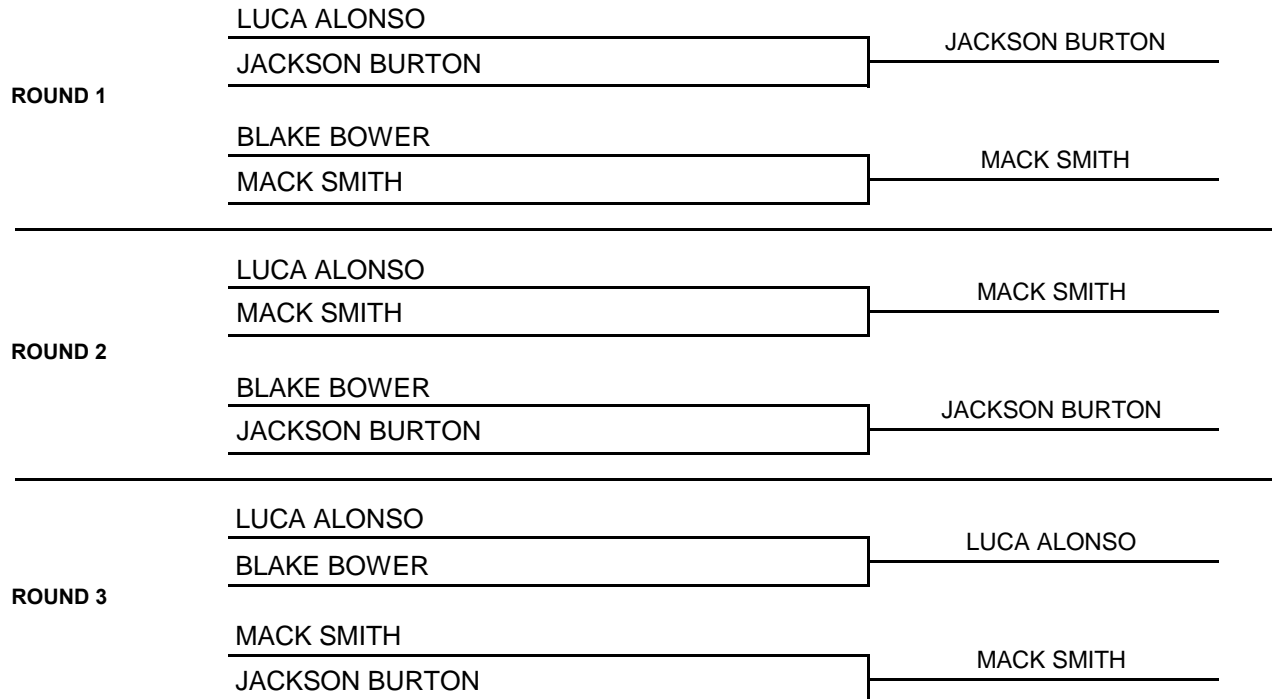 LUCA ALONSO
JACKSON BURTON
JACKSON BURTON
ROUND 1
BLAKE BOWER
MACK SMITH
MACK SMITH
LUCA ALONSO
MACK SMITH
MACK SMITH
ROUND 2
BLAKE BOWER
JACKSON BURTON
JACKSON BURTON
LUCA ALONSO
LUCA ALONSO
BLAKE BOWER
ROUND 3
MACK SMITH
MACK SMITH
JACKSON BURTON